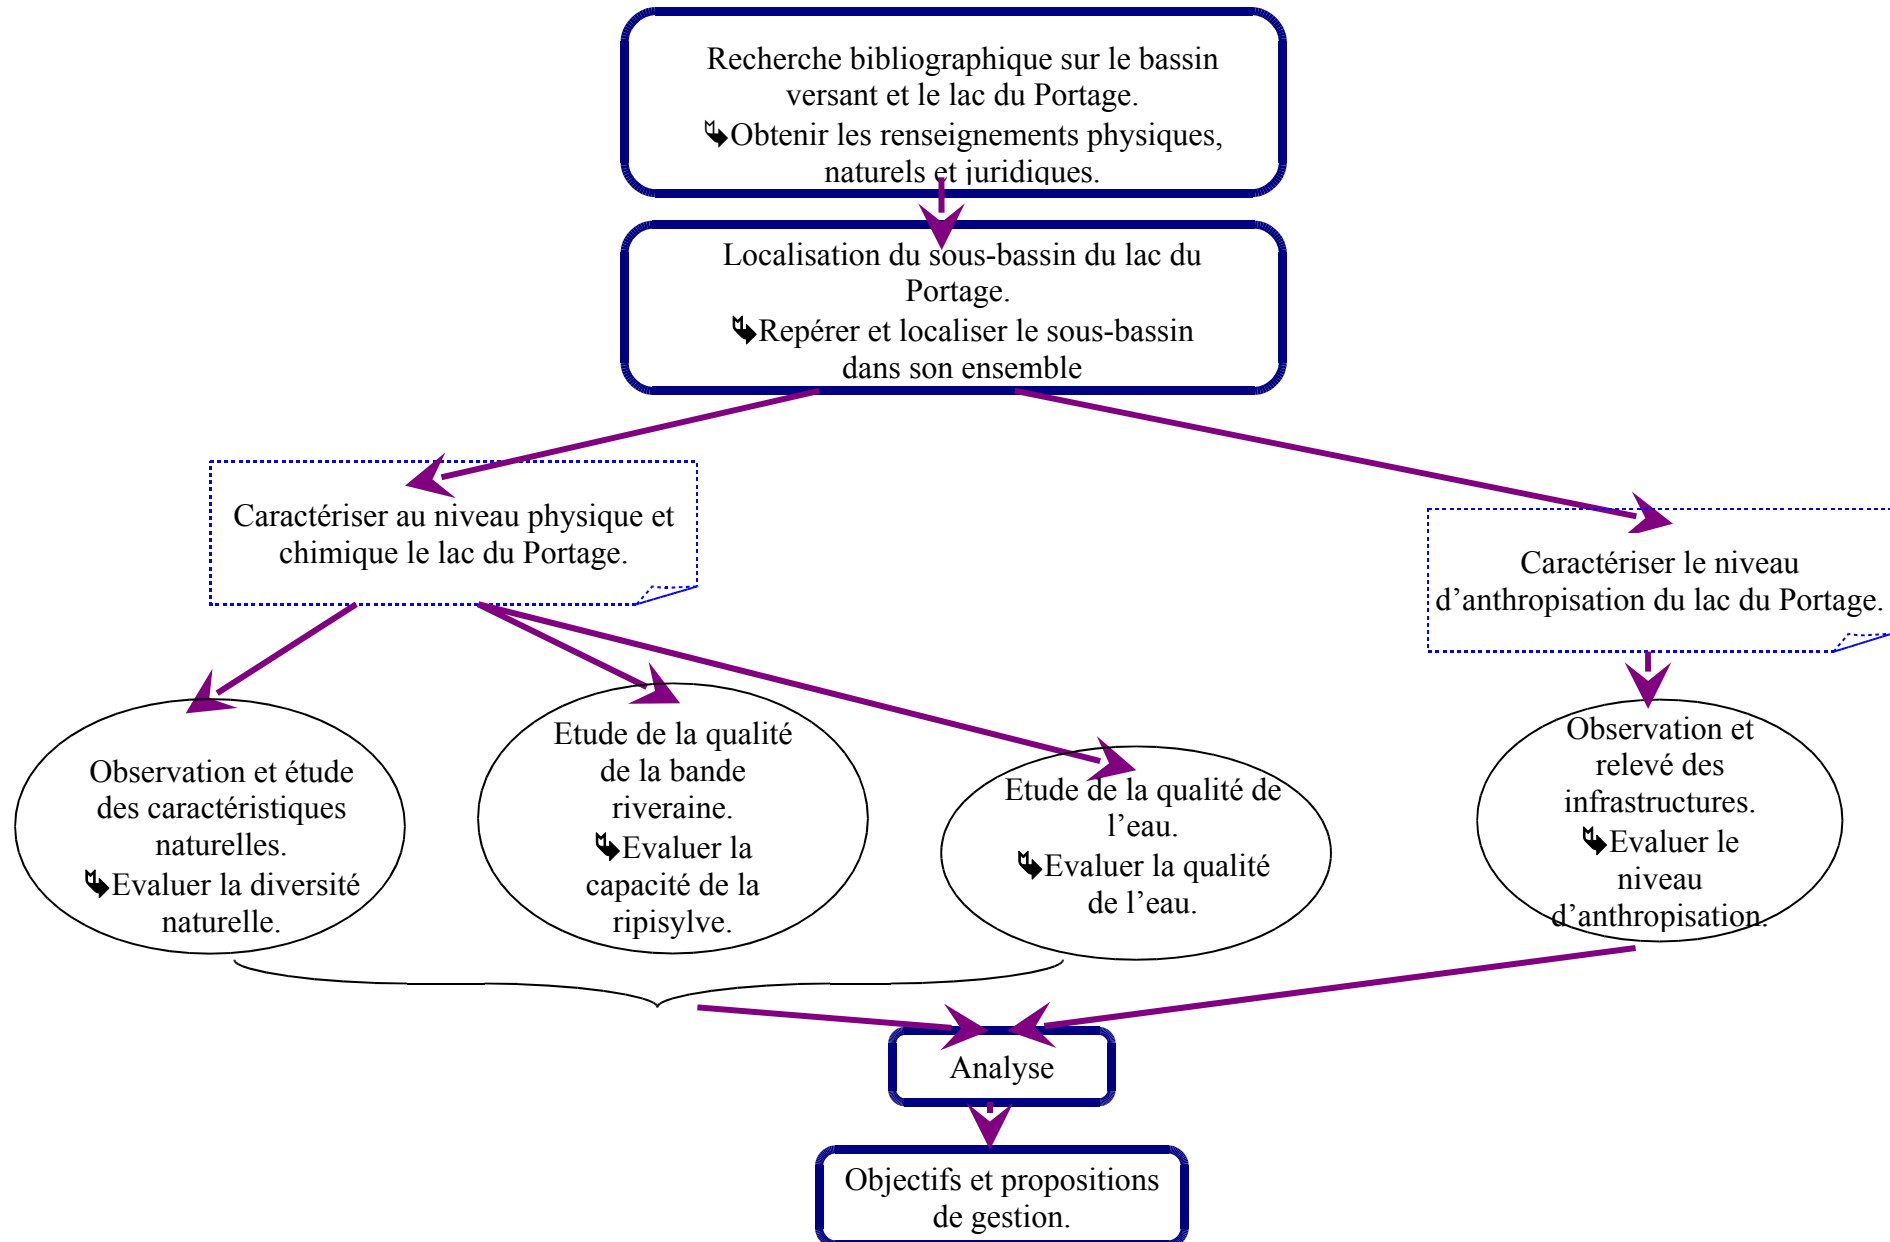 Recherche bibliographique sur le bassin
versant et le lac du Portage.
Obtenir les renseignements physiques,
naturels et juridiques.
Localisation du sous-bassin du lac du
Portage.
Repérer et localiser le sous-bassin
dans son ensemble
Caractériser au niveau physique et
chimique le lac du Portage.
Caractériser le niveau
d’anthropisation du lac du Portage.
Observation et étude
des caractéristiques
naturelles.
Evaluer la diversité
naturelle.
Etude de la qualité
de la bande
riveraine.
Evaluer la
capacité de la
ripisylve.
Etude de la qualité de
l’eau.
Evaluer la qualité
de l’eau.
Observation et
relevé des
infrastructures.
Evaluer le
niveau
d’anthropisation.
Analyse
Objectifs et propositions
de gestion.